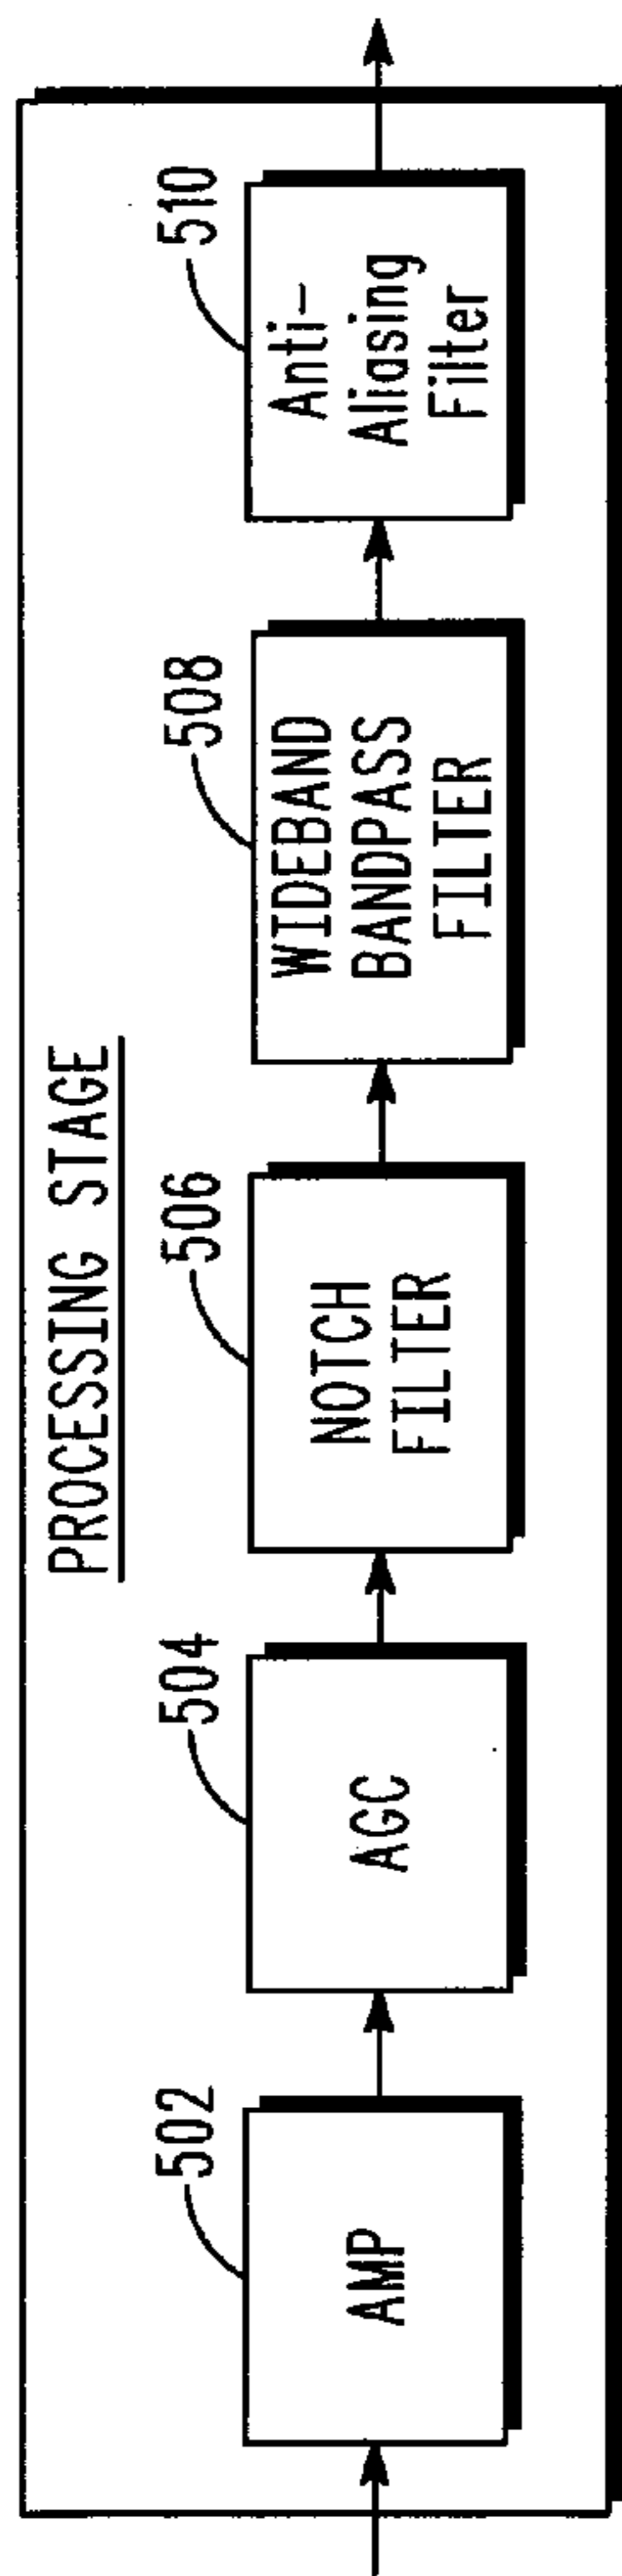 PROCESSING STAGE
502
AMP
504
AGC
506
NOTCH
FILTER
508
WIDEBAND
BANDPASS
FILTER
510
Anti-
Aliasing
Filter